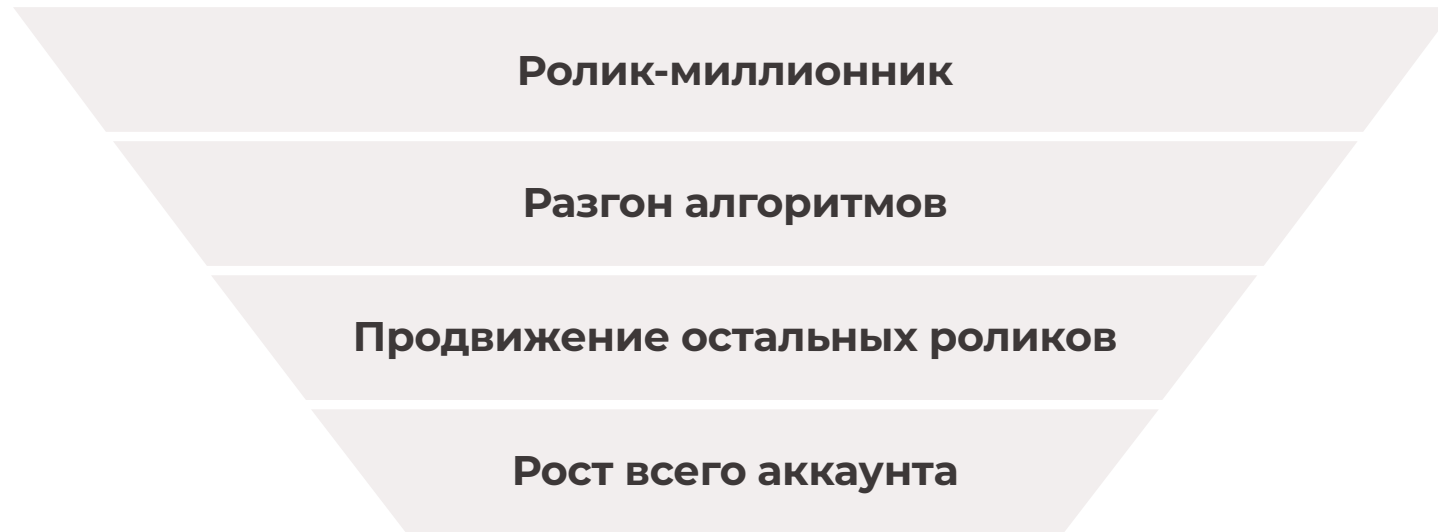 Ролик-миллионник
Разгон алгоритмов
Продвижение остальных роликов
Рост всего аккаунта